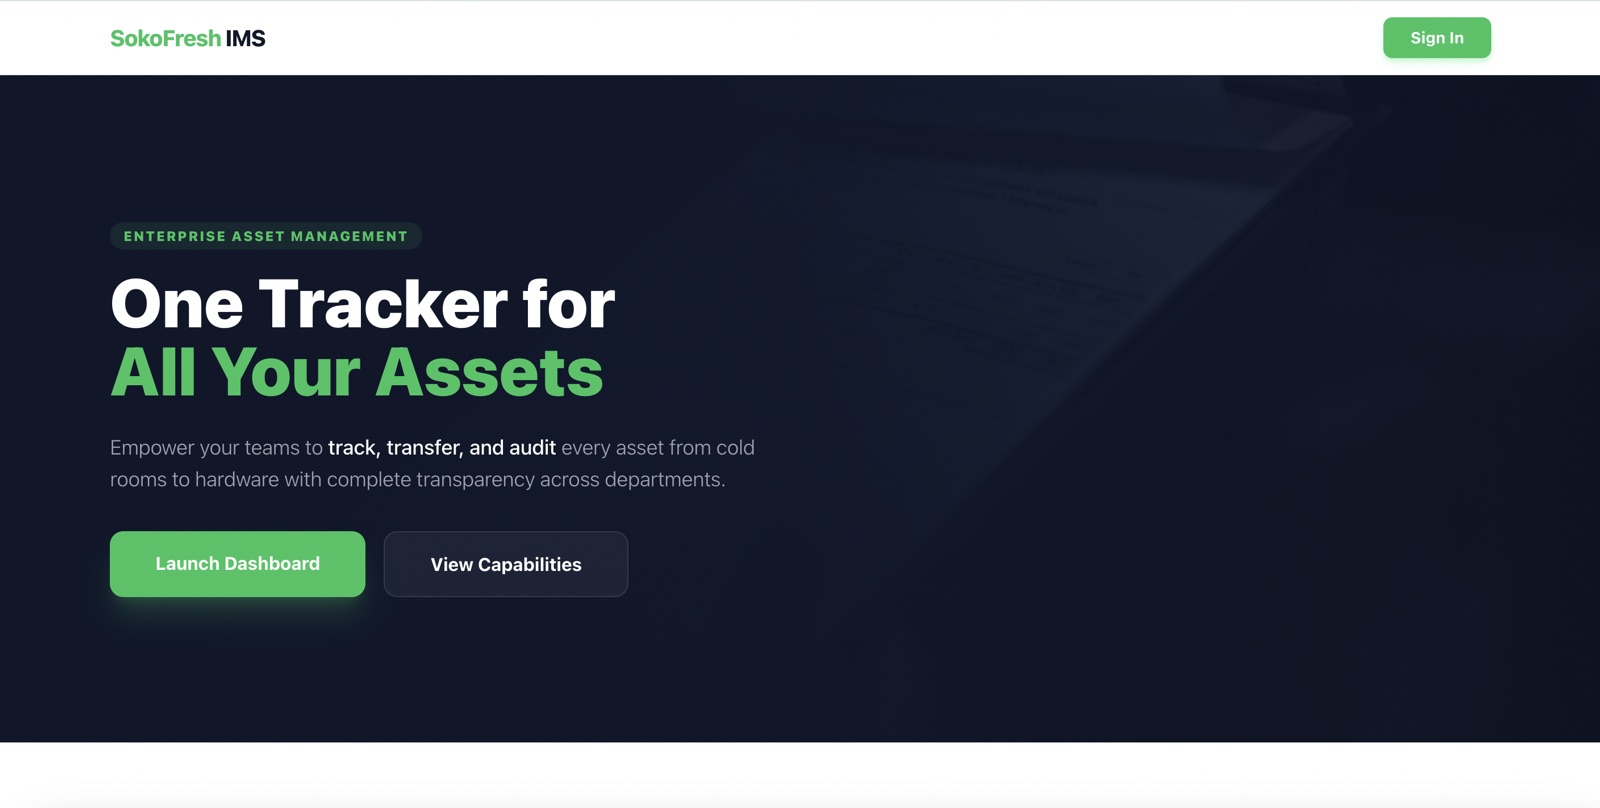 SokoFresh IMS
Sign In
ENTERPRISE ASSET MANAGEMENT
One Tracker for
All Your Assets
Empower your teams to track, transfer, and audit every asset from cold
rooms to hardware with complete transparency across departments.
Launch Dashboard
View Capabilities